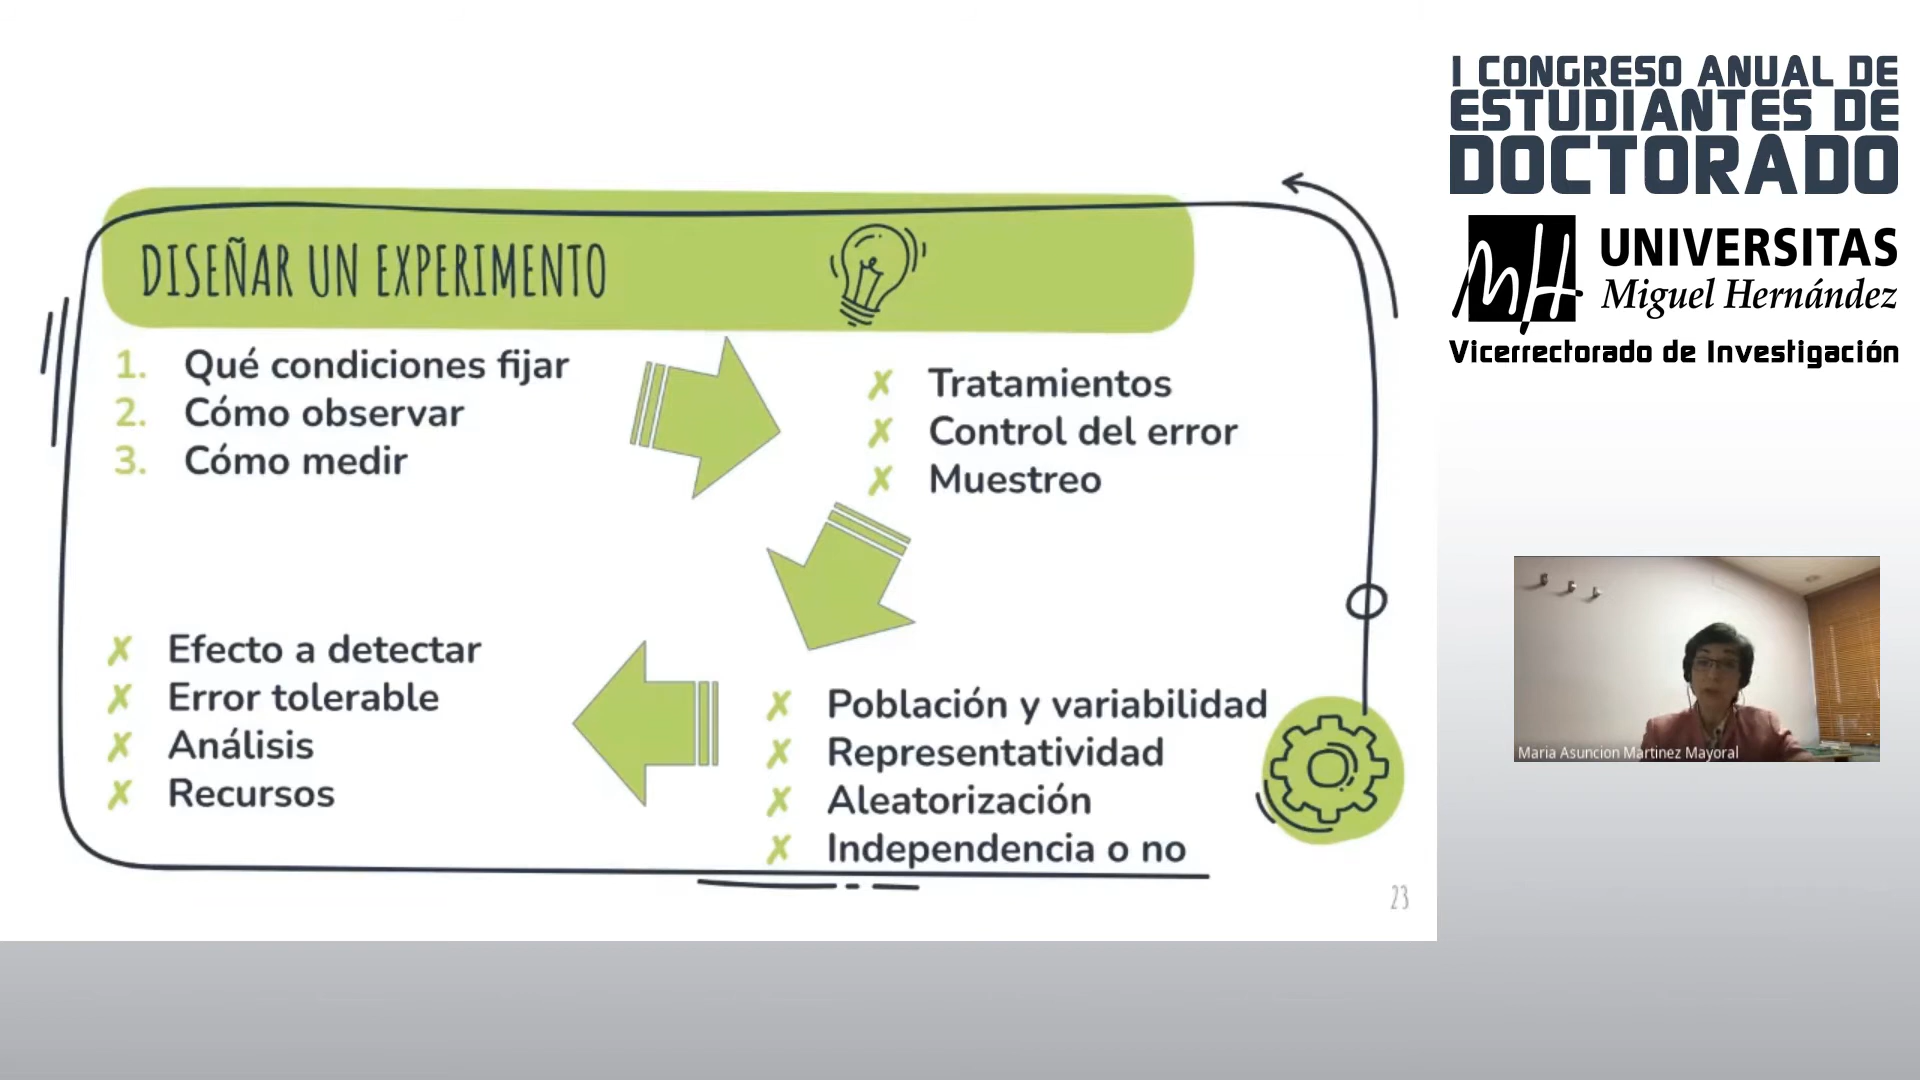 DISEÑAR UN EXPERIMENTO
1. Qué condiciones fijar
2. Cómo observar
3. Cómo medir
✗ Tratamientos
✗ Control del error
✗ Muestreo
✗ Población y variabilidad
✗ Representatividad
✗ Aleatorización
✗ Independencia o no
✗ Efecto a detectar
✗ Error tolerable
✗ Análisis
✗ Recursos
23
I CONGRESO ANUAL DE
ESTUDIANTES DE
DOCTORADO
UNIVERSITAS
Miguel Hernández
Vicerrectorado de Investigación
Maria Asuncion Martinez Mayoral